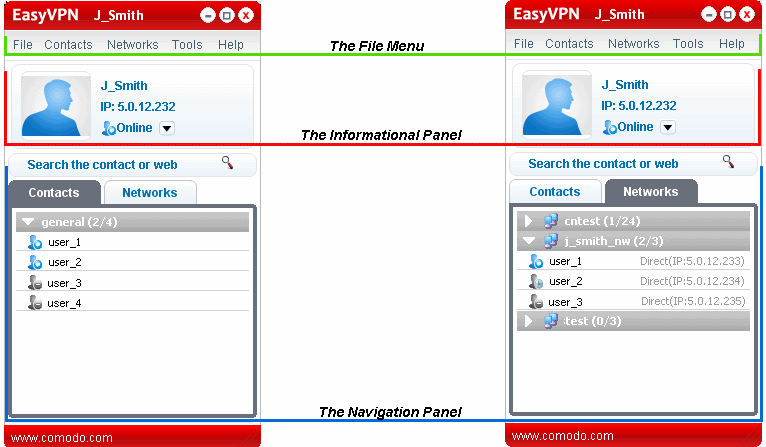 EasyVPN J_Smith
File Contacts Networks Tools Help
J_Smith
IP: 5.0.12.232
Online
Search the contact or web
Contacts Networks
general (2/4)
user_1
user_2
user_3
user_4
www.comodo.com
The File Menu
The Informational Panel
The Navigation Panel
EasyVPN J_Smith
File Contacts Networks Tools Help
J_Smith
IP: 5.0.12.232
Online
Search the contact or web
Contacts Networks
cntest (1/24)
j_smith_nw (2/3)
user_1 Direct(IP:5.0.12.233)
user_2 Direct(IP:5.0.12.234)
user_3 Direct(IP:5.0.12.235)
test (0/3)
www.comodo.com